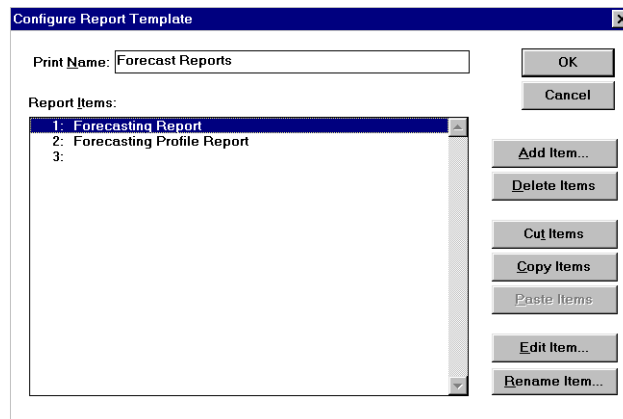 Configure Report Template
Print Name: Forecast Reports
OK
Cancel
Report Items:
1: Forecasting Report
2: Forecasting Profile Report
3:
Add Item...
Delete Items
Cut Items
Copy Items
Paste Items
Edit Item...
Rename Item...